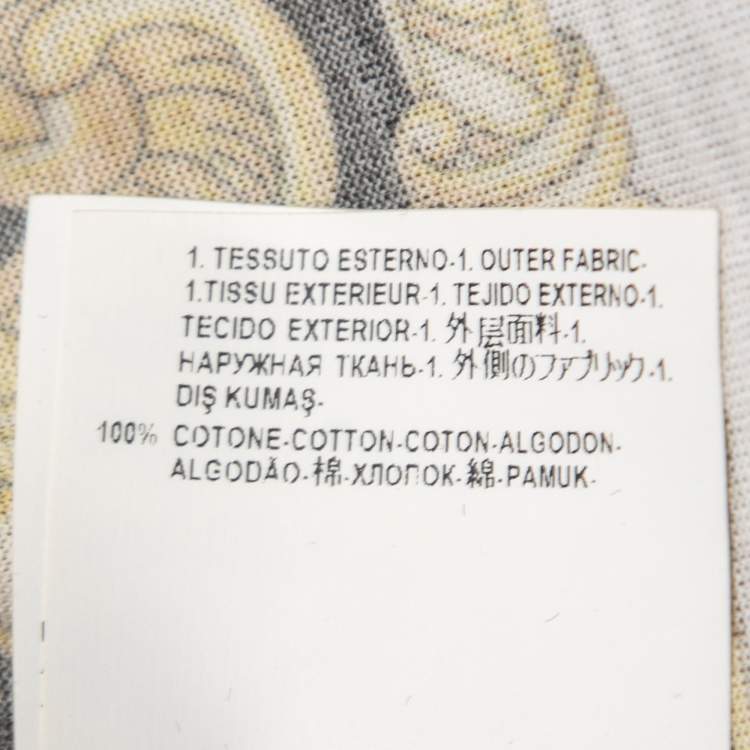 1. TESSUTO ESTERNO-1. OUTER FABRIC-
1.TISSU EXTERIEUR-1. TEJIDO EXTERNO-1.
TECIDO EXTERIOR-1. 外层面料-1.
НАРУЖНАЯ ТКАНЬ-1. 外側のファブリック-1.
DIŞ KUMAŞ-
100% COTONE-COTTON-COTON-ALGODON-
ALGODÃO-棉-ХЛОПОК-綿-PAMUK-